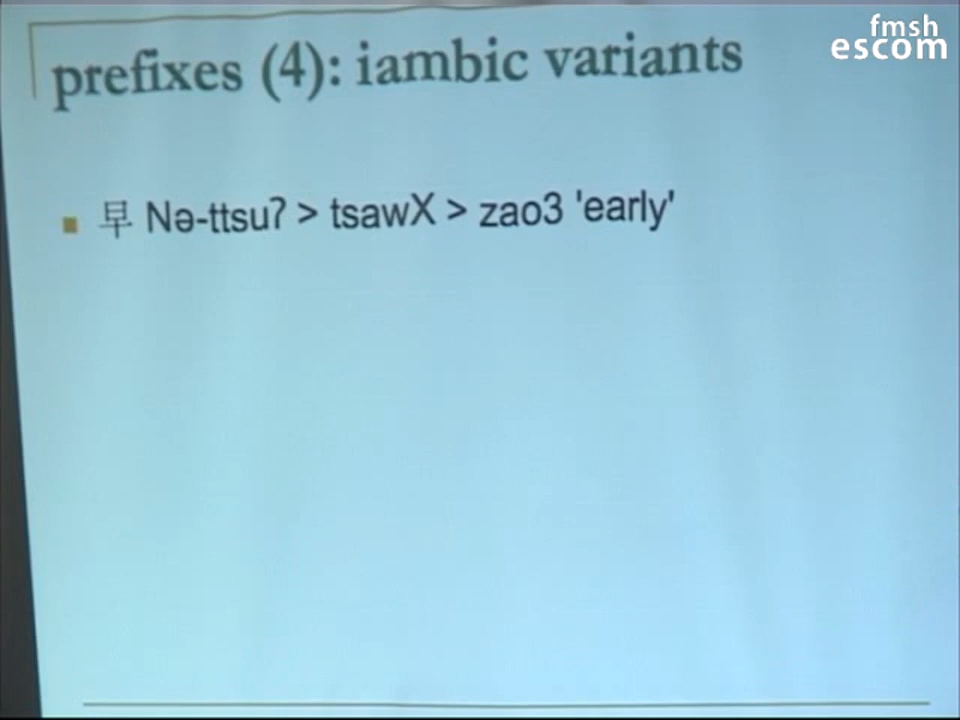 fmsh
escom
prefixes (4): iambic variants
早 Nə-ttsuʔ > tsawX > zao3 'early'